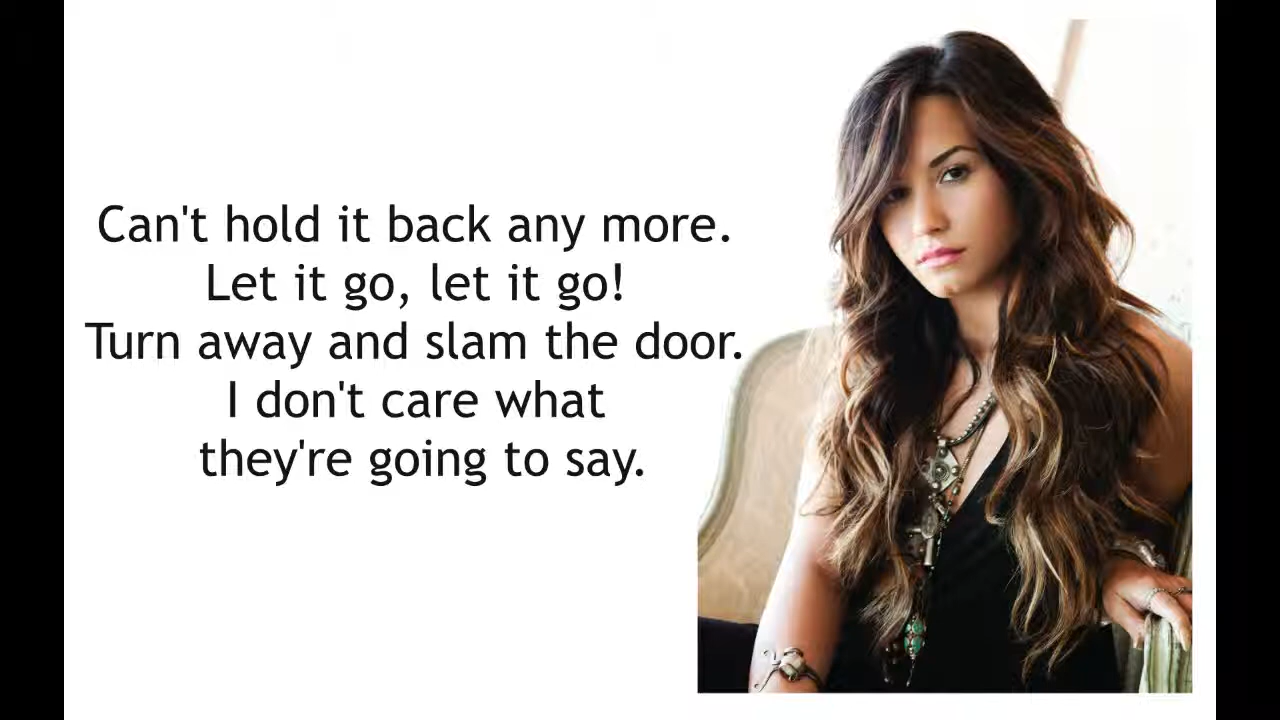 Can't hold it back any more.
Let it go, let it go!
Turn away and slam the door.
I don't care what
they're going to say.